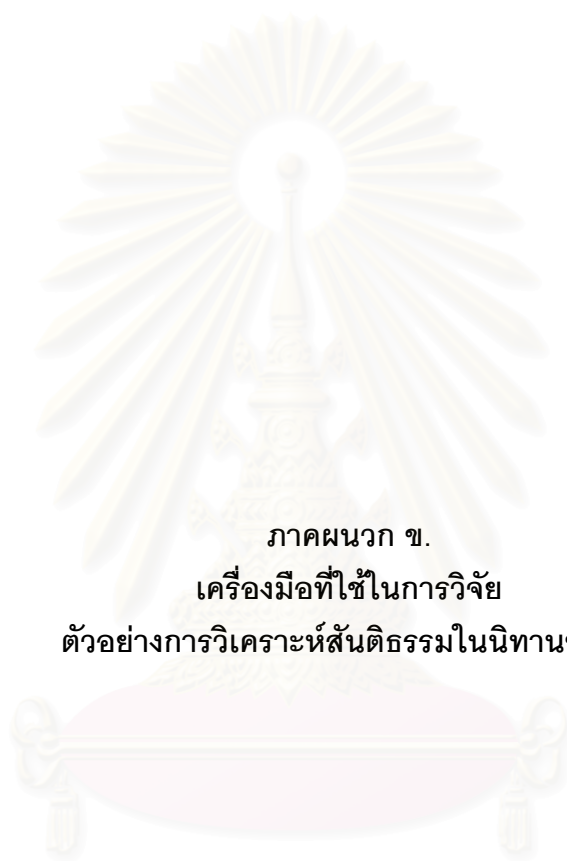 ภาคผนวก ข.
เครื่องมือที่ใช้ในการวิจัย
ตัวอย่างการวิเคราะห์สันติธรรมในนิทาน